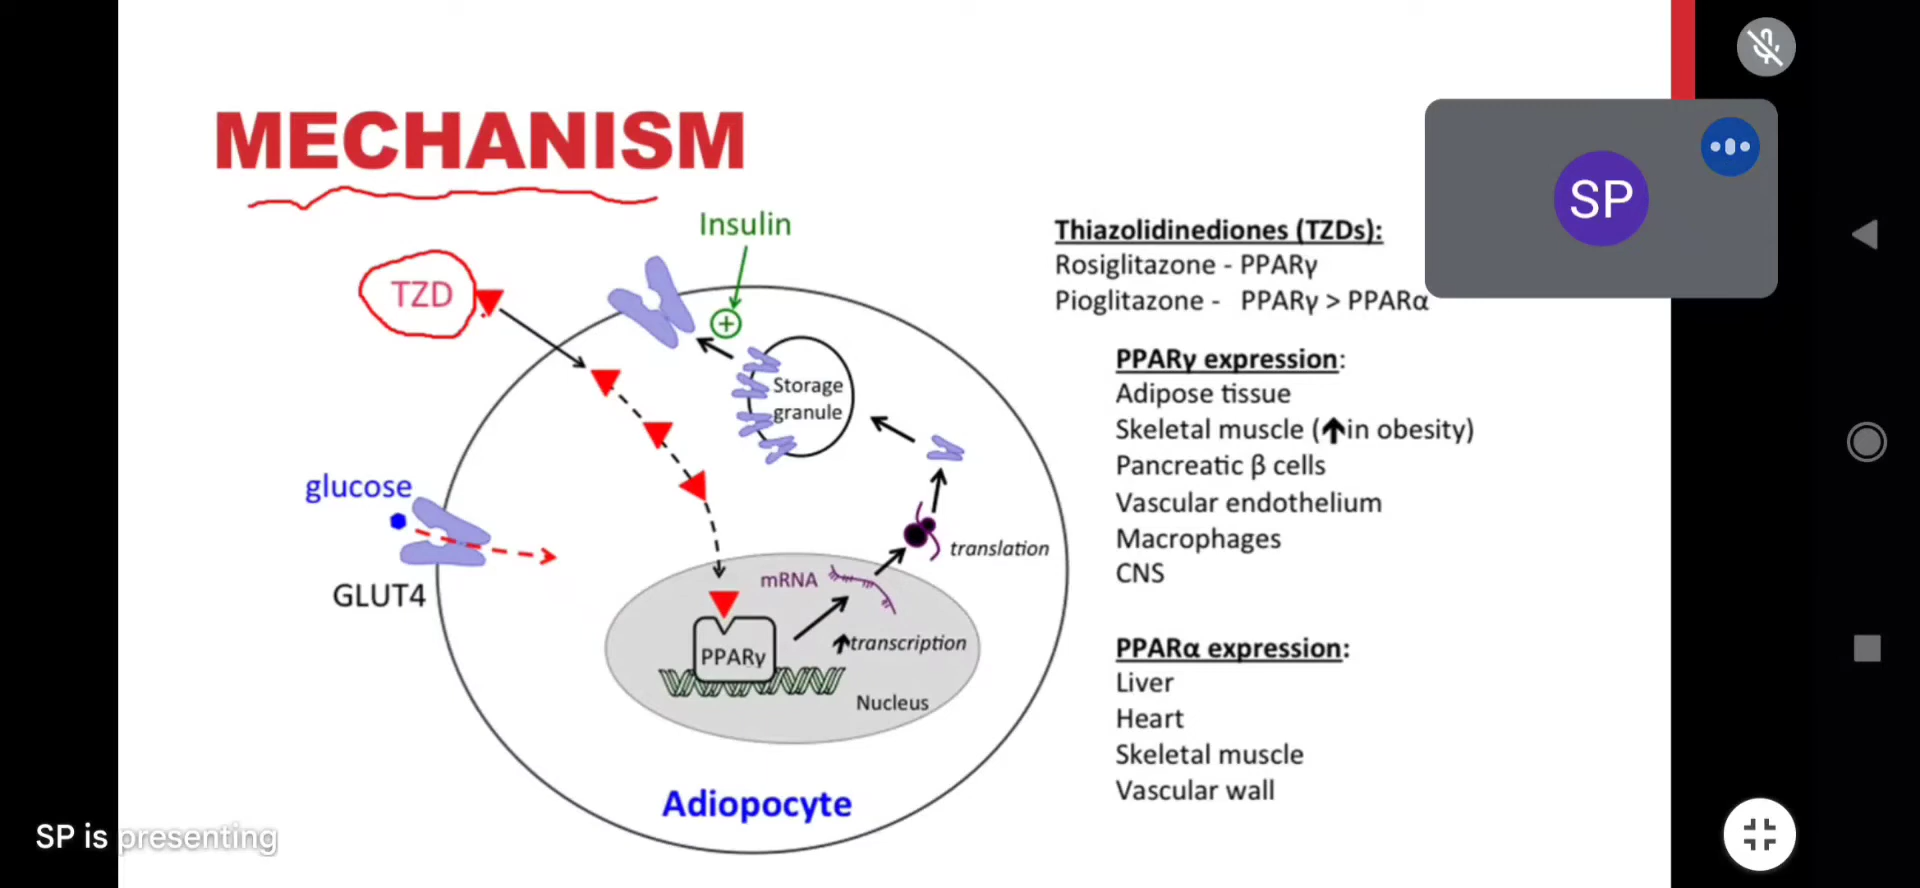 MECHANISM
Insulin
TZD
Storage
granule
glucose
GLUT4
translation
mRNA
transcription
PPARγ
Nucleus
Adiopocyte
Thiazolidinediones (TZDs):
Rosiglitazone - PPARγ
Pioglitazone - PPARγ > PPARα
PPARγ expression:
Adipose tissue
Skeletal muscle (↑in obesity)
Pancreatic β cells
Vascular endothelium
Macrophages
CNS
PPARα expression:
Liver
Heart
Skeletal muscle
Vascular wall
SP
SP is presenting